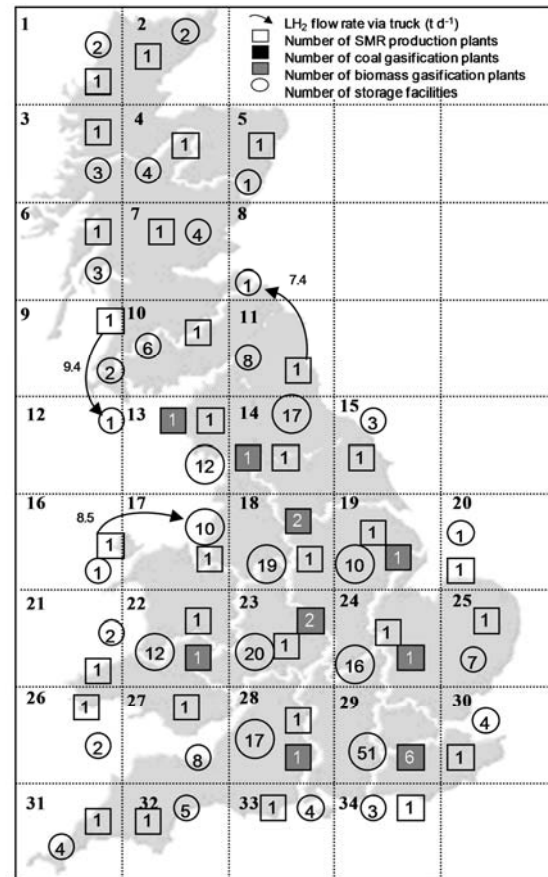 LH₂ flow rate via truck (t d⁻¹)
Number of SMR production plants
Number of coal gasification plants
Number of biomass gasification plants
Number of storage facilities
1 2
2 2 1
1
3 4 5
1 1 1
3 4 1
6 7 8
1 1 4
3 1 7.4
9 10 11
1 1
9.4 2 6 8 1
12 13 14 15
1 1 1 17 3
12 1 1 1
16 17 18 19 20
8.5 10 2 1 1
1 1 19 1 10 1 1
1
21 22 23 24 25
2 1 2 1 1
12 1 20 1 16 1 7
1
26 27 28 29 30
1 1 1 4
2 8 17 1 51 6 1
31 32 33 34
1 1 5 1 4 3 1
4